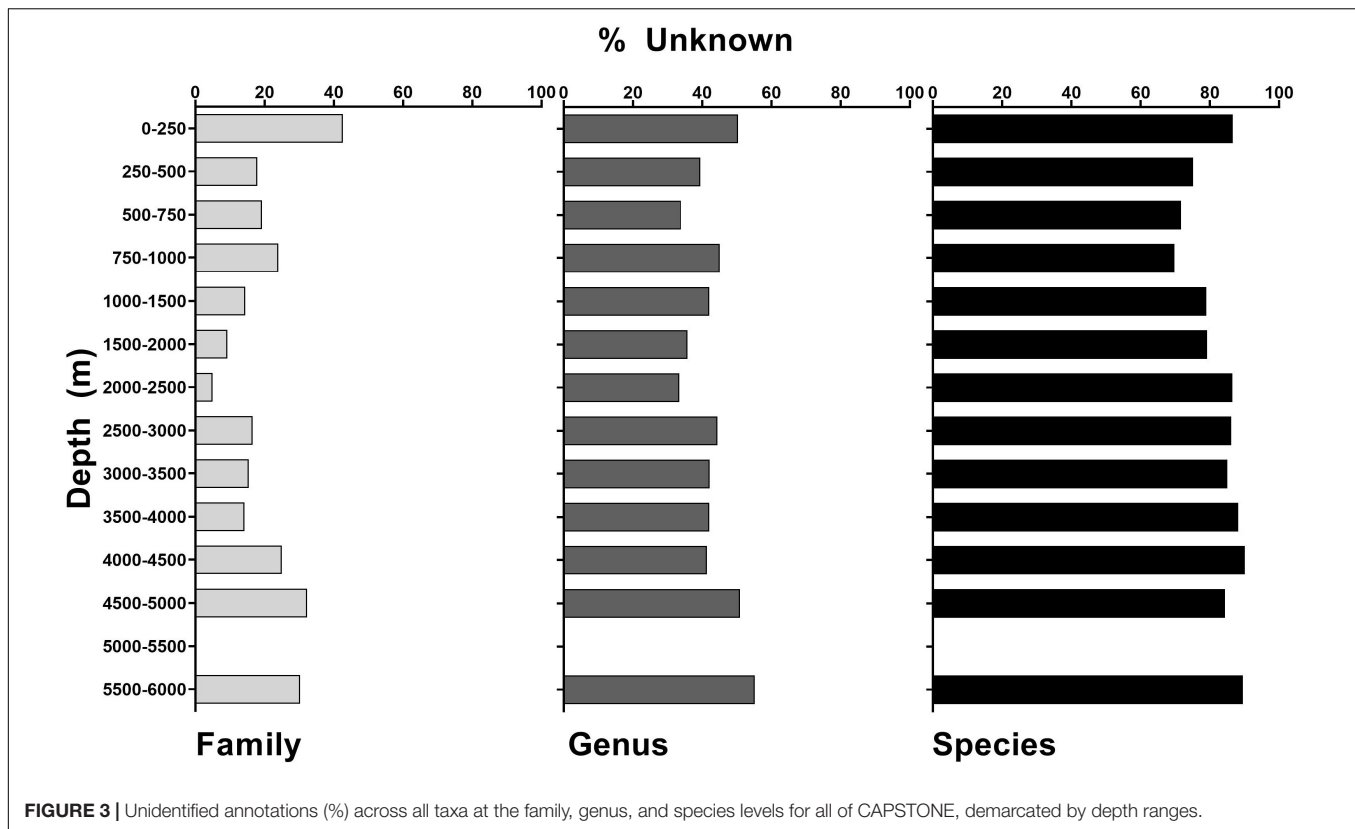 % Unknown
0 20 40 60 80 100 0 20 40 60 80 100 0 20 40 60 80 100
Depth (m)
0-250
250-500
500-750
750-1000
1000-1500
1500-2000
2000-2500
2500-3000
3000-3500
3500-4000
4000-4500
4500-5000
5000-5500
5500-6000
Family Genus Species
FIGURE 3 | Unidentified annotations (%) across all taxa at the family, genus, and species levels for all of CAPSTONE, demarcated by depth ranges.